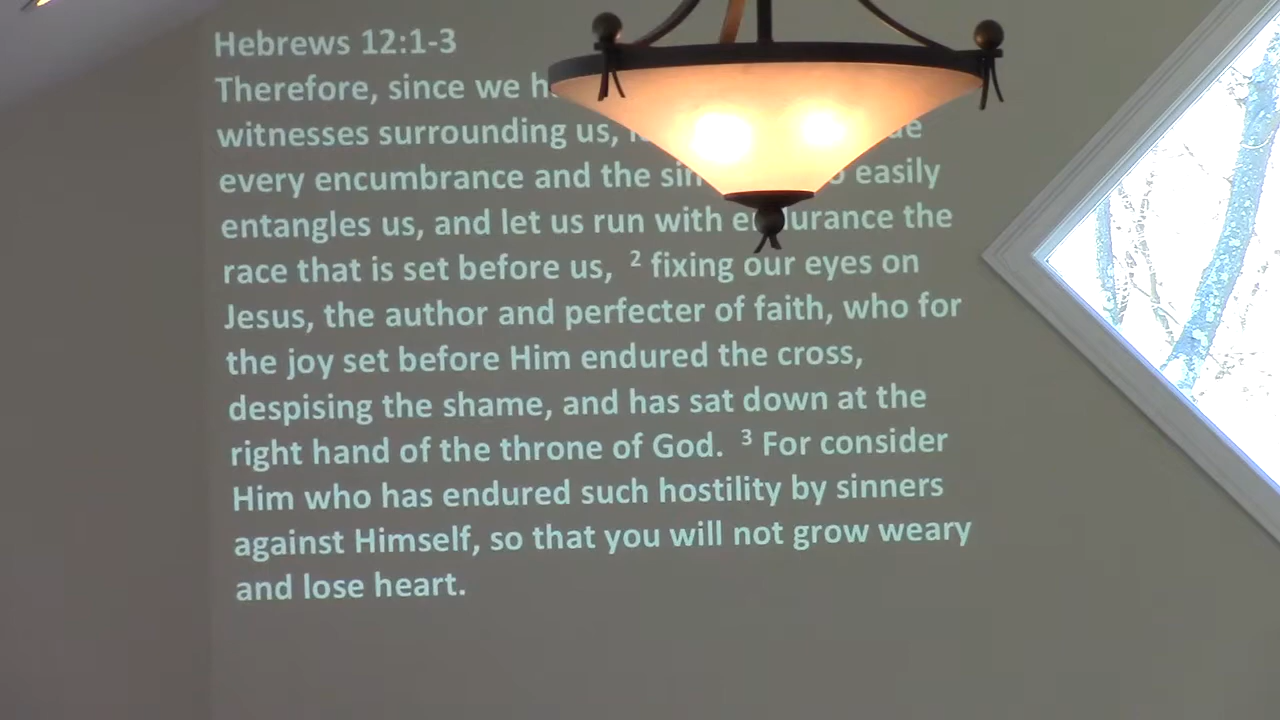 Hebrews 12:1-3
Therefore, since we
witnesses surrounding us,
every encumbrance and the easily
entangles us, and let us run with endurance the
race that is set before us, ² fixing our eyes on
Jesus, the author and perfecter of faith, who for
the joy set before Him endured the cross,
despising the shame, and has sat down at the
right hand of the throne of God. ³ For consider
Him who has endured such hostility by sinners
against Himself, so that you will not grow weary
and lose heart.